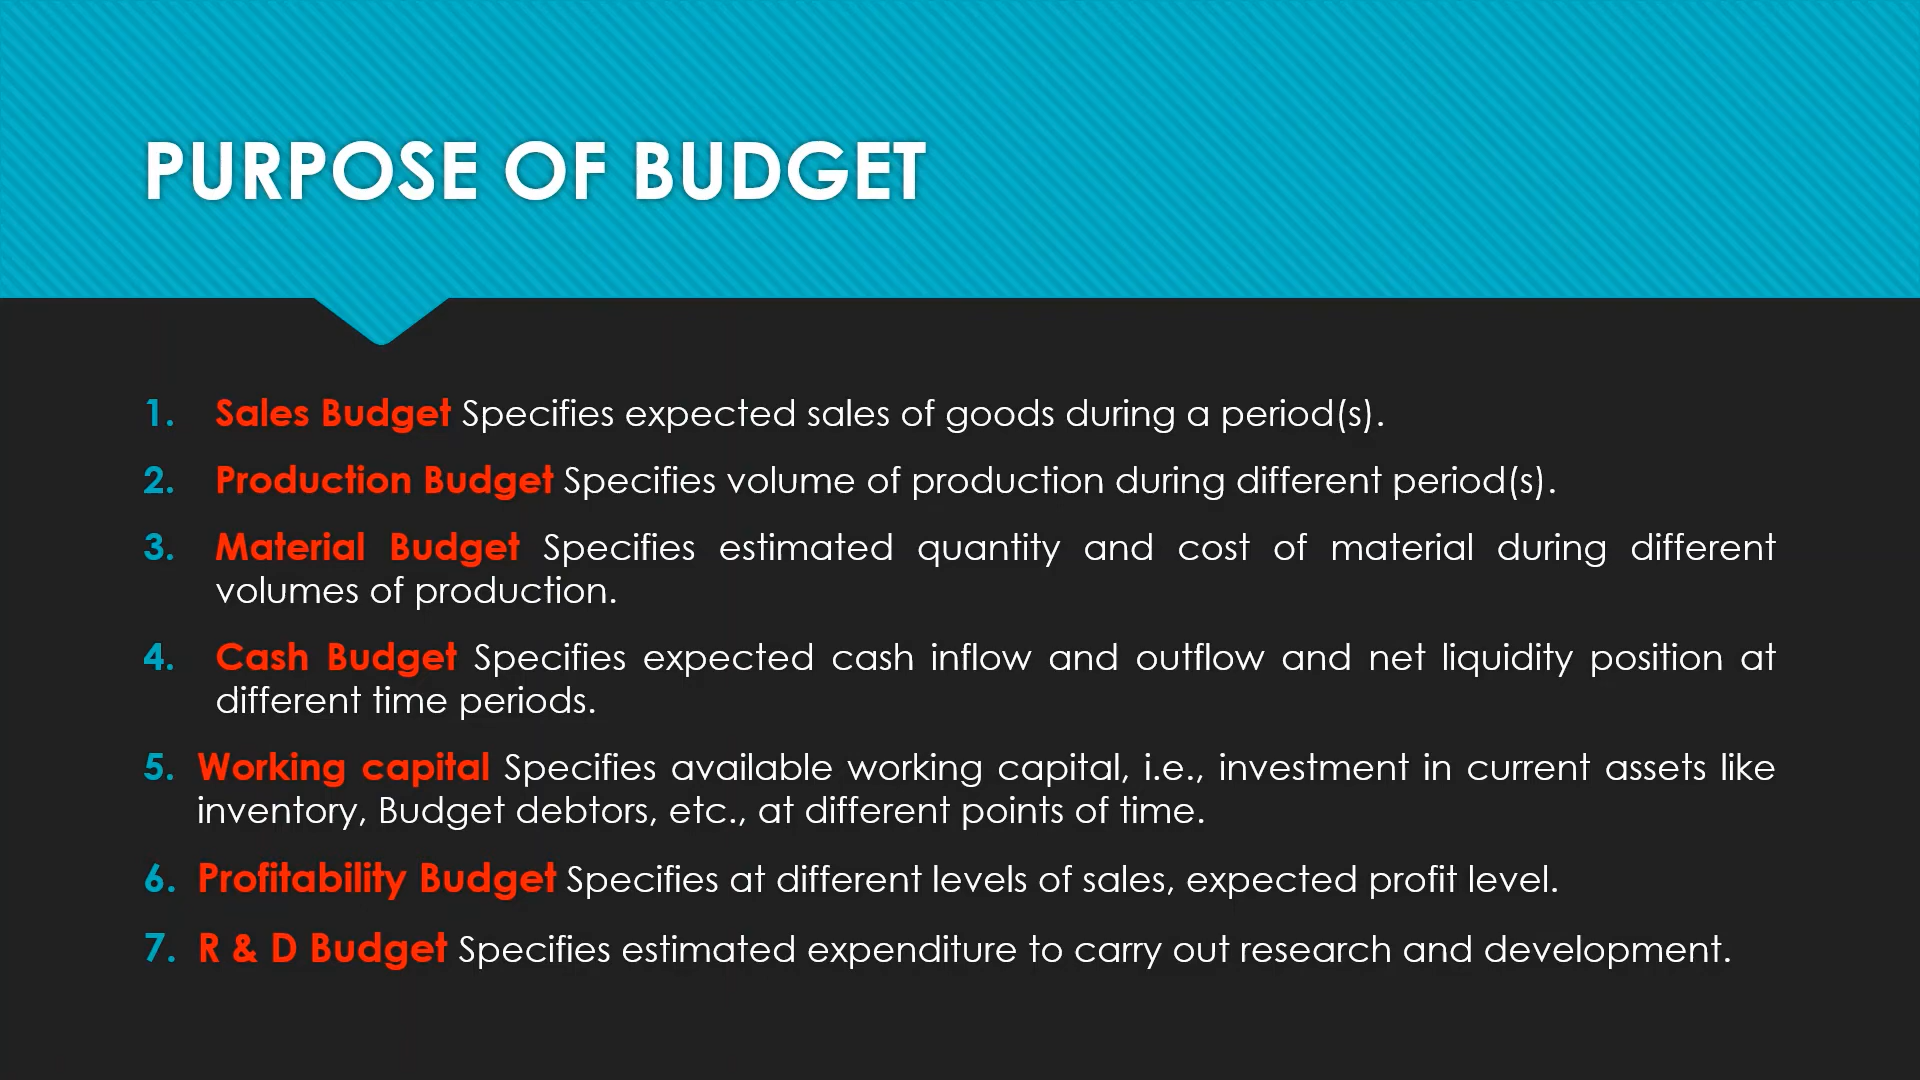 PURPOSE OF BUDGET
1. Sales Budget Specifies expected sales of goods during a period(s).
2. Production Budget Specifies volume of production during different period(s).
3. Material Budget Specifies estimated quantity and cost of material during different
volumes of production.
4. Cash Budget Specifies expected cash inflow and outflow and net liquidity position at
different time periods.
5. Working capital Specifies available working capital, i.e., investment in current assets like
inventory, Budget debtors, etc., at different points of time.
6. Profitability Budget Specifies at different levels of sales, expected profit level.
7. R & D Budget Specifies estimated expenditure to carry out research and development.